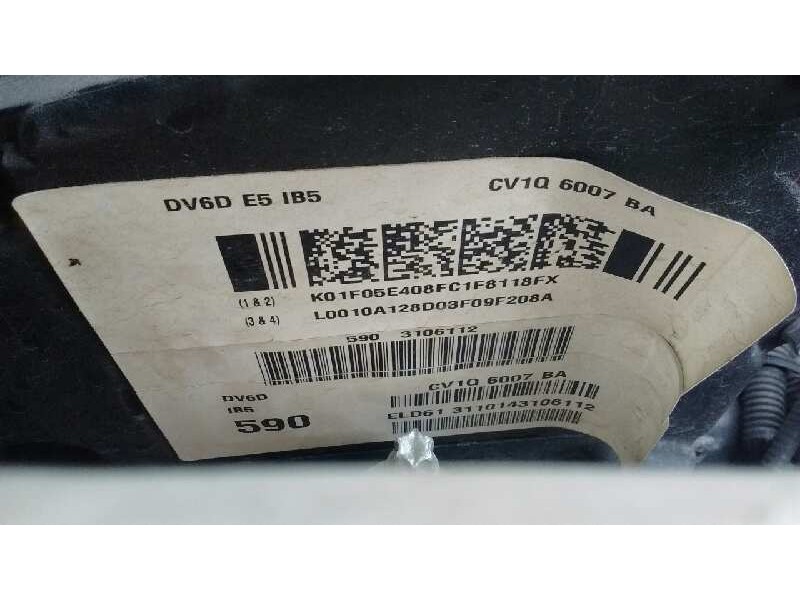 DV6D E5 IB5
CV1Q 6007 BA
(1 & 2) K01F05E408FC1F8118FX
(3 & 4) L0010A128D03F09F208A
590 3106112
DV6D
IB5
590
CV1Q 6007 BA
ELD61 3110143106112